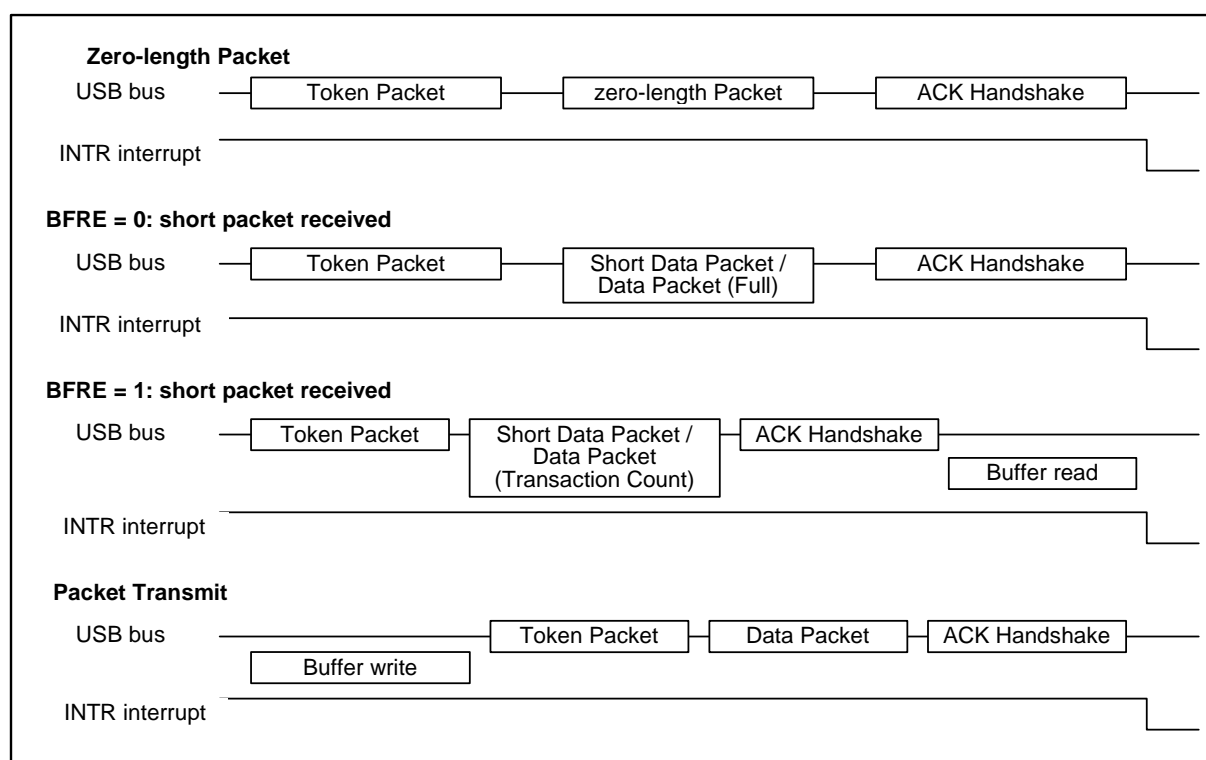 Zero-length Packet
USB bus
Token Packet
zero-length Packet
ACK Handshake
INTR interrupt
BFRE = 0: short packet received
USB bus
Token Packet
Short Data Packet /
Data Packet (Full)
ACK Handshake
INTR interrupt
BFRE = 1: short packet received
USB bus
Token Packet
Short Data Packet /
Data Packet
(Transaction Count)
ACK Handshake
Buffer read
INTR interrupt
Packet Transmit
USB bus
Token Packet
Data Packet
ACK Handshake
Buffer write
INTR interrupt